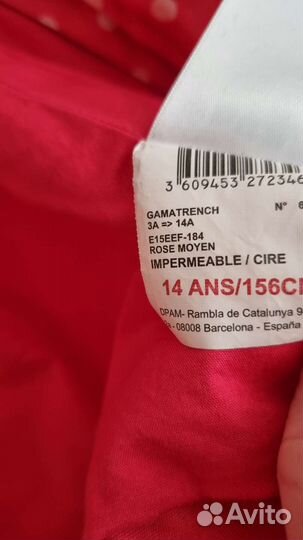 3 609453 272346
GAMATRENCH N° 6
3A => 14A
E15EEF-184
ROSE MOYEN
IMPERMEABLE / CIRE
14 ANS/156C
DPAM- Rambla de Catalunya 9
- 08008 Barcelona - España
Avito